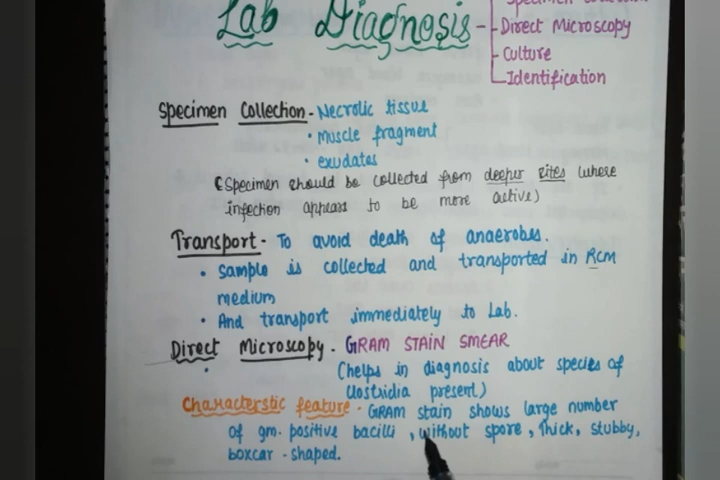 Lab Diagnosis - Specimen
- Direct Microscopy
- Culture
- Identification
Specimen Collection - Necrolic tissue
• muscle fragment
• exudates
(Specimen should be collected from deeper sites where
infection appears to be more active)
Transport - To avoid death of anaerobes.
• Sample is collected and transported in RCM
medium
• And transport immediately to Lab.
Direct Microscopy - GRAM STAIN SMEAR
(helps in diagnosis about species of
clostridia present)
Characterstic feature - GRAM stain shows large number
of gm. positive bacilli, without spore, thick, stubby,
boxcar - shaped.